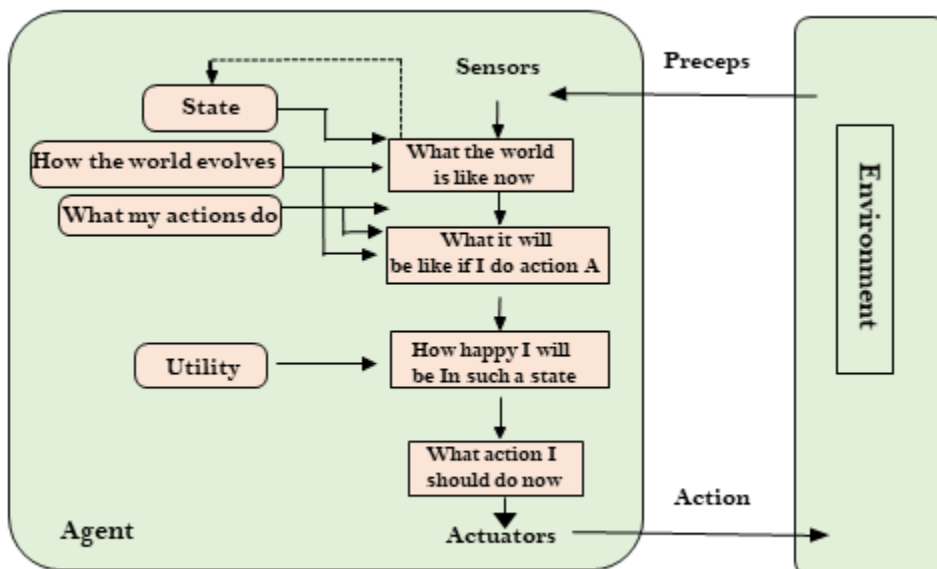 Sensors
Preceps
State
How the world evolves
What the world
is like now
What my actions do
What it will
be like if I do action A
Environment
How happy I will
be In such a state
Utility
What action I
should do now
Action
Agent
Actuators